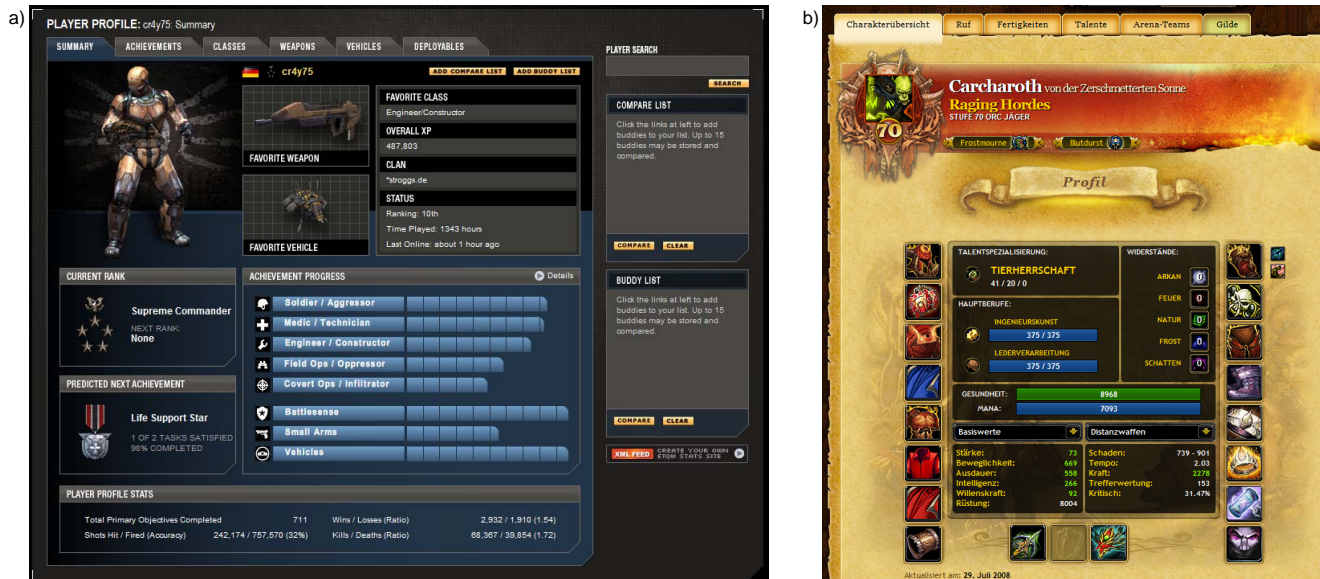 a)
PLAYER PROFILE: cr4y75: Summary
SUMMARY ACHIEVEMENTS CLASSES WEAPONS VEHICLES DEPLOYABLES
cr4y75 ADD COMPARE LIST ADD BUDDY LIST
FAVORITE WEAPON
FAVORITE VEHICLE
FAVORITE CLASS
Engineer/Constructor
OVERALL XP
487,803
CLAN
*stroggs.de
STATUS
Ranking: 10th
Time Played: 1343 hours
Last Online: about 1 hour ago
CURRENT RANK
Supreme Commander
NEXT RANK:
None
PREDICTED NEXT ACHIEVEMENT
Life Support Star
1 OF 2 TASKS SATISFIED
98% COMPLETED
ACHIEVEMENT PROGRESS Details
Soldier / Aggressor
Medic / Technician
Engineer / Constructor
Field Ops / Oppressor
Covert Ops / Infiltrator
Battlesense
Small Arms
Vehicles
PLAYER PROFILE STATS
Total Primary Objectives Completed 711 Wins / Losses (Ratio) 2,932 / 1,910 (1.54)
Shots Hit / Fired (Accuracy) 242,174 / 757,570 (32%) Kills / Deaths (Ratio) 68,367 / 39,854 (1.72)
PLAYER SEARCH
SEARCH
COMPARE LIST
Click the links at left to add
buddies to your list. Up to 15
buddies may be stored and
compared.
COMPARE CLEAR
BUDDY LIST
Click the links at left to add
buddies to your list. Up to 15
buddies may be stored and
compared.
COMPARE CLEAR
XML FEED CREATE YOUR OWN
ETQW STATS SITE
b)
Charakterübersicht Ruf Fertigkeiten Talente Arena-Teams Gilde
Carcharoth von der Zerschmetterten Sonne
Raging Hordes
STUFE 70 ORC JÄGER
70
Frostmourne Blutdurst
Profil
TALENTSPEZIALISIERUNG:
TIERHERRSCHAFT
41 / 20 / 0
HAUPTBERUFE:
INGENIEURSKUNST
375 / 375
LEDERVERARBEITUNG
375 / 375
WIDERSTÄNDE:
ARKAN 0
FEUER 0
NATUR 0
FROST 0
SCHATTEN 0
GESUNDHEIT: 8968
MANA: 7093
Basiswerte Distanzwaffen
Stärke: 73 Schaden: 739 - 901
Beweglichkeit: 669 Tempo: 2.03
Ausdauer: 558 Kraft: 2278
Intelligenz: 266 Trefferwertung: 153
Willenskraft: 92 Kritisch: 31.47%
Rüstung: 8004
Aktualisiert am: 29. Juli 2008